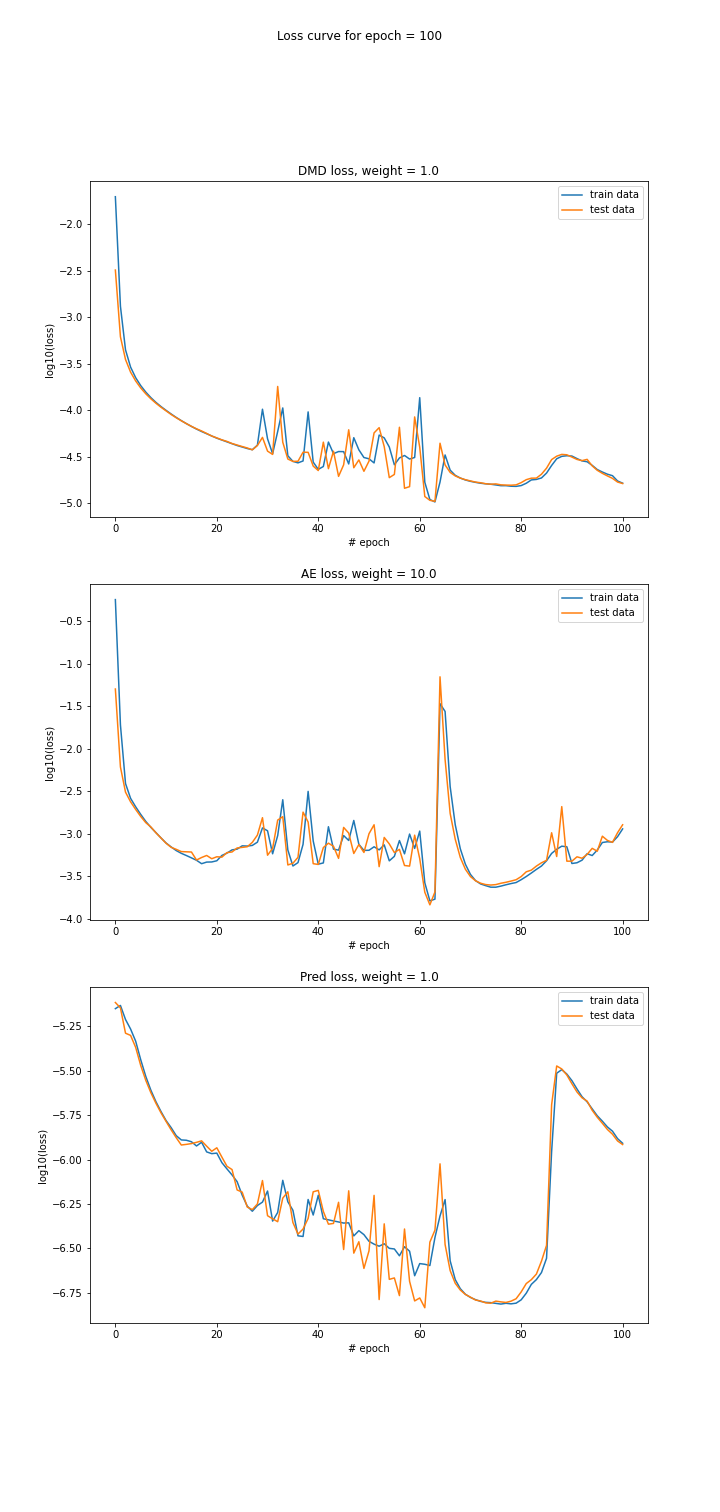 Loss curve for epoch = 100
DMD loss, weight = 1.0
train data
test data
−2.0
−2.5
−3.0
−3.5
−4.0
−4.5
−5.0
log10(loss)
0 20 40 60 80 100
# epoch
AE loss, weight = 10.0
train data
test data
−0.5
−1.0
−1.5
−2.0
−2.5
−3.0
−3.5
−4.0
log10(loss)
0 20 40 60 80 100
# epoch
Pred loss, weight = 1.0
train data
test data
−5.25
−5.50
−5.75
−6.00
−6.25
−6.50
−6.75
log10(loss)
0 20 40 60 80 100
# epoch